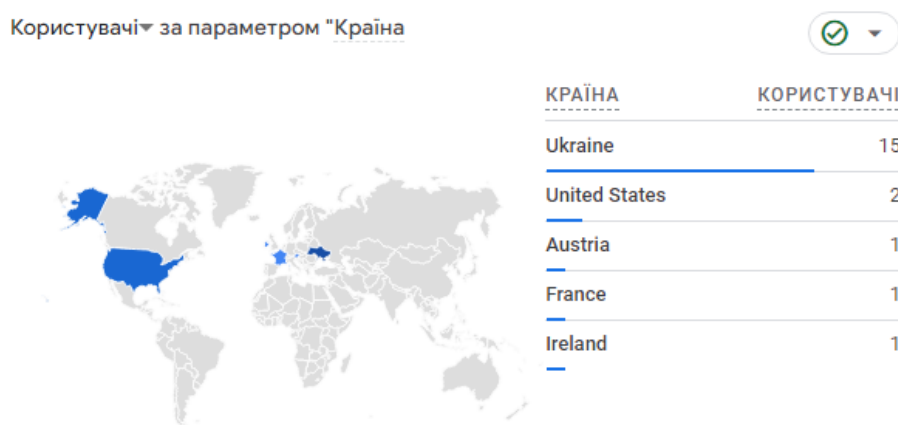 Користувачі за параметром "Країна
КРАЇНА КОРИСТУВАЧІ
Ukraine 15
United States 2
Austria 1
France 1
Ireland 1